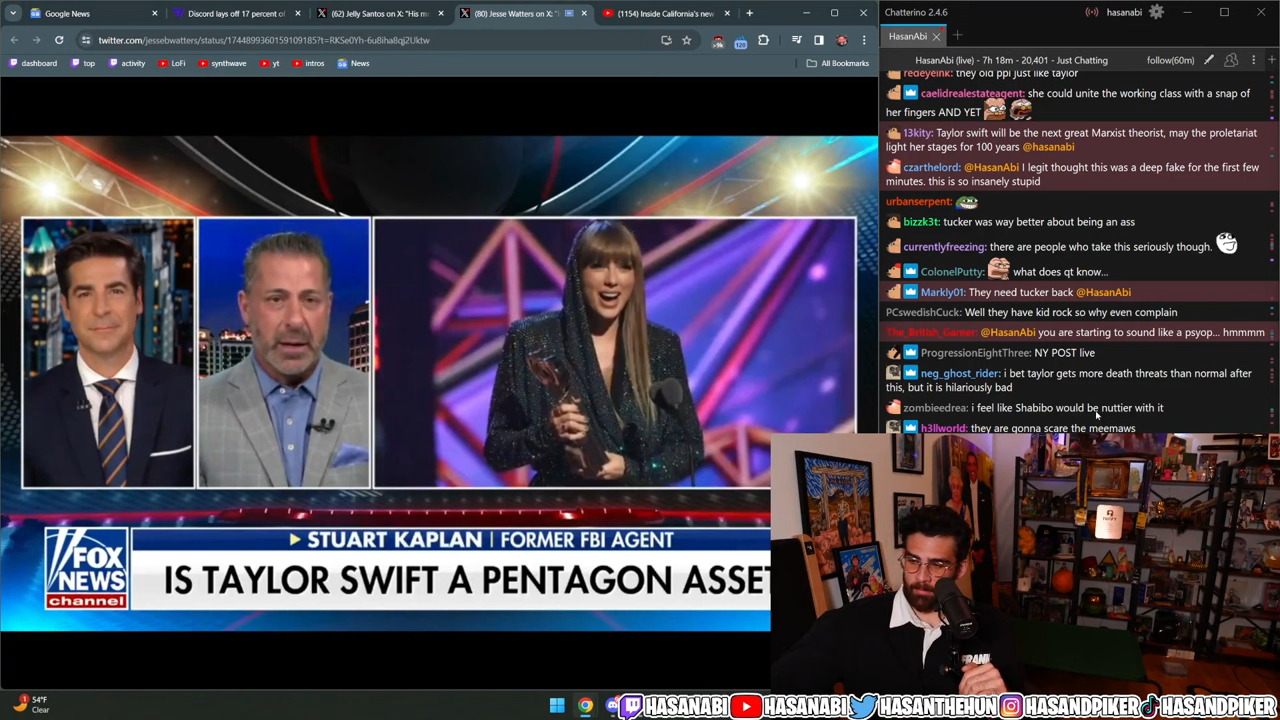 Google News
Discord lays off 17 percent of
(62) Jelly Santos on X: "His m
(80) Jesse Watters on X: "
(1154) Inside California's new
twitter.com/jessebwatters/status/1744899360159109185?t=RKSe0Yh-6u8iha8qj2Uktw
>9k
120
dashboard
top
activity
LoFi
synthwave
yt
intros
News
All Bookmarks
STUART KAPLAN | FORMER FBI AGENT
FOX
NEWS
channel
IS TAYLOR SWIFT A PENTAGON ASSET
Chatterino 2.4.6
hasanabi
HasanAbi
HasanAbi (live) - 7h 18m - 20,401 - Just Chatting
follow(60m)
redeyeink: they old ppl just like taylor
caelidrealestateagent: she could unite the working class with a snap of
her fingers AND YET
13kity: Taylor swift will be the next great Marxist theorist, may the proletariat
light her stages for 100 years @hasanabi
czarthelord: @HasanAbi I legit thought this was a deep fake for the first few
minutes. this is so insanely stupid
urbanserpent:
bizzk3t: tucker was way better about being an ass
currentlyfreezing: there are people who take this seriously though.
ColonelPutty: what does qt know...
Markly01: They need tucker back @HasanAbi
PCswedishCuck: Well they have kid rock so why even complain
The_British_Gamer: @HasanAbi you are starting to sound like a psyop... hmmmm
ProgressionEightThree: NY POST live
neg_ghost_rider: i bet taylor gets more death threats than normal after
this, but it is hilariously bad
zombieedrea: i feel like Shabibo would be nuttier with it
h3llworld: they are gonna scare the meemaws
1
54°F
Clear
HASANABI
HASANABI
HASANTHEHUN
HASANDPIKER
HASANDPIKER